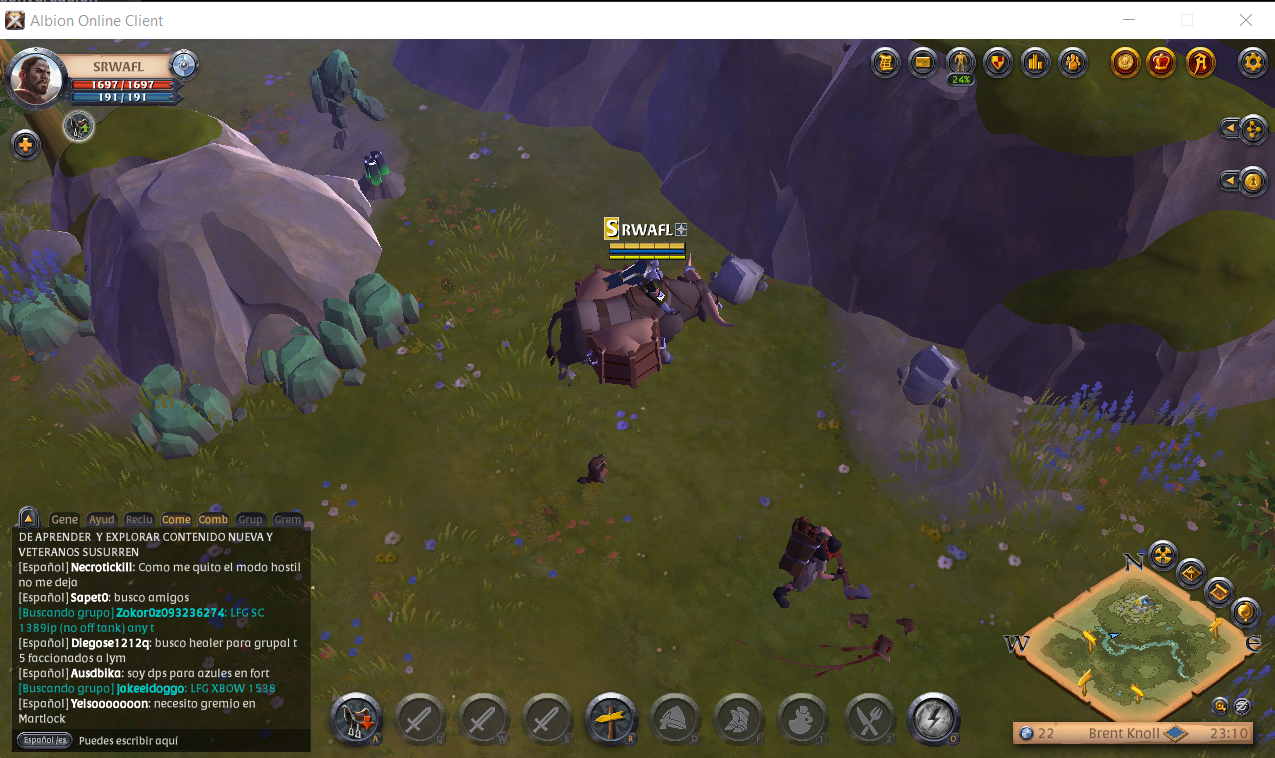 Albion Online Client
SRWAFL
1697 / 1697
191 / 191
24%
SRWAFL
Gene Ayud Reclu Come Comb Grup Grem
DE APRENDER Y EXPLORAR CONTENIDO NUEVA Y
VETERANOS SUSURREN
[Español] Necrotickill: Como me quito el modo hostil
no me deja
[Español] Sapet0: busco amigos
[Buscando grupo] Zokor0z093236274: LFG SC
1389ip (no off tank) any t
[Español] Diegose1212q: busco healer para grupal t
5 faccionados a lym
[Español] Ausdbika: soy dps para azules en fort
[Buscando grupo] Jakeeldoggo: LFG XBOW 1538
[Español] Yeisooooooon: necesito gremio en
Martlock
Español /es Puedes escribir aquí
A Q W E R D F 1 2 O
N
W
e
22 Brent Knoll 23:10